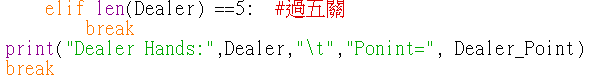 elif len(Dealer) ==5:  #過五關
break
print("Dealer Hands:",Dealer,"\t","Ponint=", Dealer_Point)
break